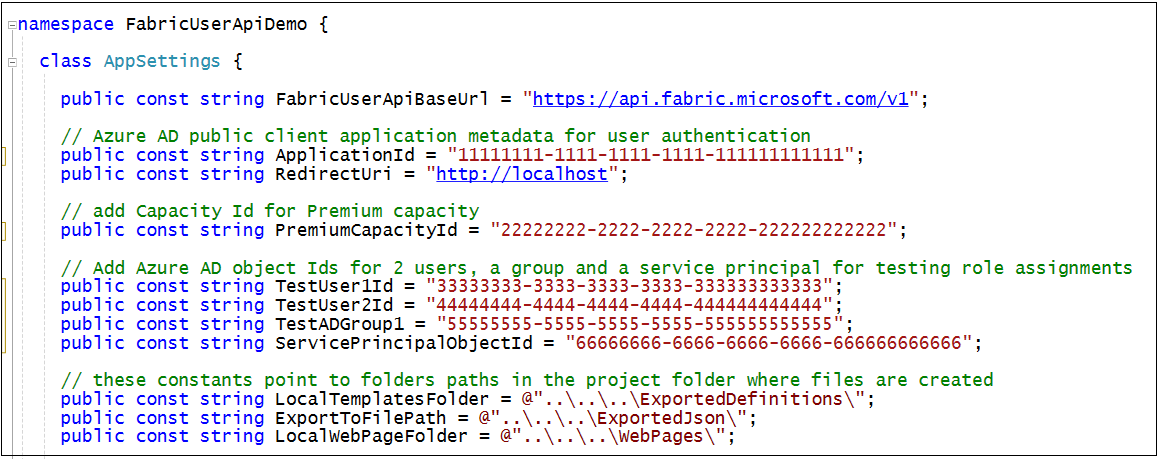 namespace FabricUserApiDemo {
class AppSettings {
public const string FabricUserApiBaseUrl = "https://api.fabric.microsoft.com/v1";
// Azure AD public client application metadata for user authentication
public const string ApplicationId = "11111111-1111-1111-1111-111111111111";
public const string RedirectUri = "http://localhost";
// add Capacity Id for Premium capacity
public const string PremiumCapacityId = "22222222-2222-2222-2222-222222222222";
// Add Azure AD object Ids for 2 users, a group and a service principal for testing role assignments
public const string TestUser1Id = "33333333-3333-3333-3333-333333333333";
public const string TestUser2Id = "44444444-4444-4444-4444-444444444444";
public const string TestADGroup1 = "55555555-5555-5555-5555-555555555555";
public const string ServicePrincipalObjectId = "66666666-6666-6666-6666-666666666666";
// these constants point to folders paths in the project folder where files are created
public const string LocalTemplatesFolder = @"..\..\..\ExportedDefinitions\";
public const string ExportToFilePath = @"..\..\..\ExportedJson\";
public const string LocalWebPageFolder = @"..\..\..\WebPages\";